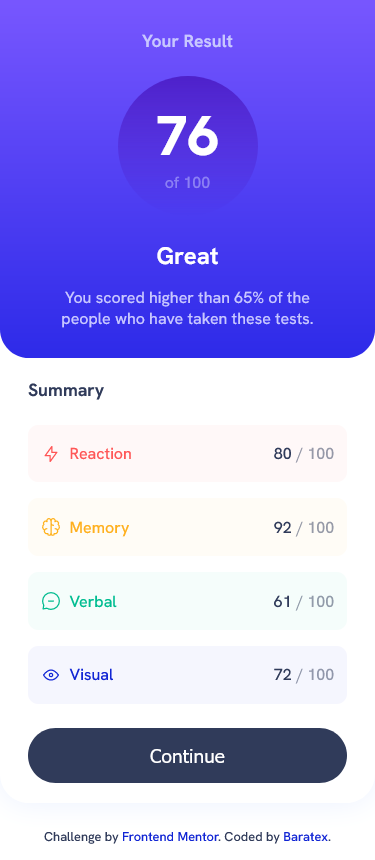 Your Result
76
of 100
Great
You scored higher than 65% of the
people who have taken these tests.
Summary
Reaction 80 / 100
Memory 92 / 100
Verbal 61 / 100
Visual 72 / 100
Continue
Challenge by Frontend Mentor. Coded by Baratex.